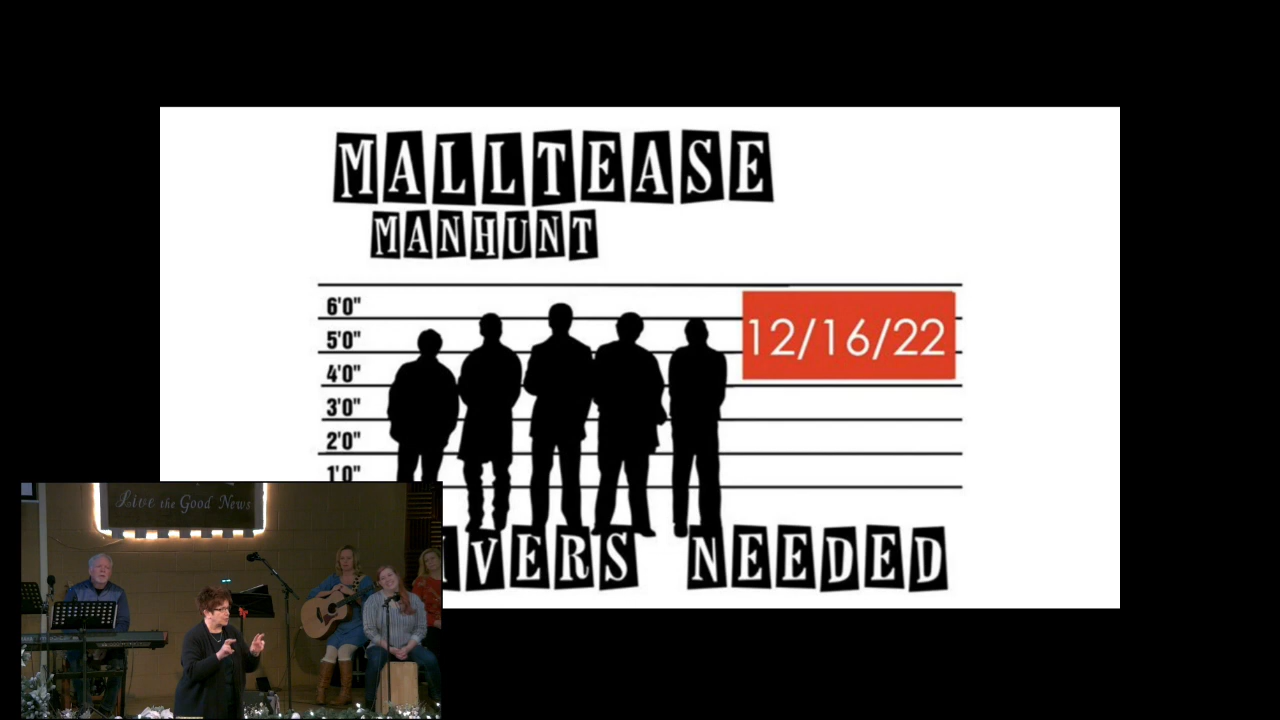 MALLTEASE
MANHUNT
6'0"
5'0"
12/16/22
4'0"
3'0"
2'0"
1'0"
Live the Good News
VERS NEEDED